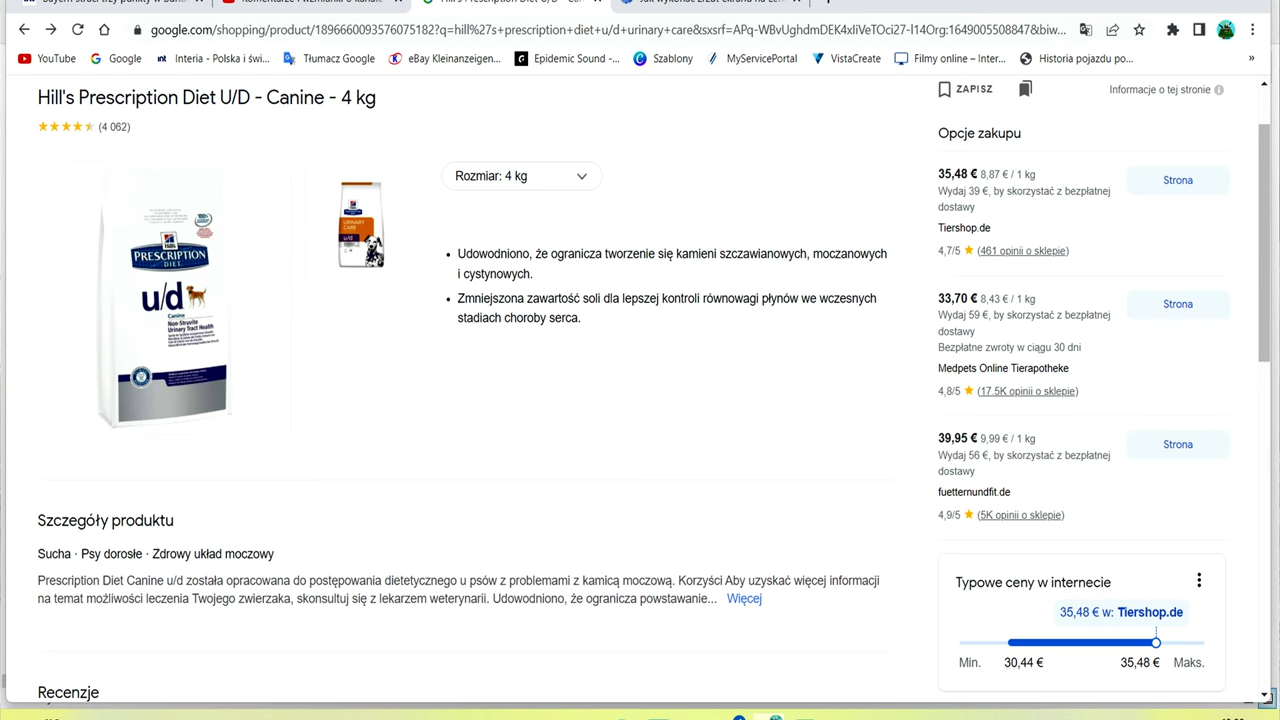 Hill's Prescription Diet U/D - Can
google.com/shopping/product/1896660093576075182?q=hill%27s+prescription+diet+u/d+urinary+care&sxsrf=APq-WBvUghdmDEK4xIiVeTOci27-l14Org:1649005508847&biw...
YouTube
Google
int Interia - Polska i świ...
Tłumacz Google
eBay Kleinanzeigen...
Epidemic Sound -...
Szablony
MyServicePortal
VistaCreate
Filmy online – Inter...
Historia pojazdu po...
»
Hill's Prescription Diet U/D - Canine - 4 kg
(4 062)
ZAPISZ
Informacje o tej stronie
Rozmiar: 4 kg
PRESCRIPTION
DIET
u/d
Canine
Non-Struvite
Urinary Tract Health
URINARY
CARE
u/d
• Udowodniono, że ogranicza tworzenie się kamieni szczawianowych, moczanowych
i cystynowych.
• Zmniejszona zawartość soli dla lepszej kontroli równowagi płynów we wczesnych
stadiach choroby serca.
Szczegóły produktu
Sucha · Psy dorosłe · Zdrowy układ moczowy
Prescription Diet Canine u/d została opracowana do postępowania dietetycznego u psów z problemami z kamicą moczową. Korzyści Aby uzyskać więcej informacji
na temat możliwości leczenia Twojego zwierzaka, skonsultuj się z lekarzem weterynarii. Udowodniono, że ogranicza powstawanie... Więcej
Recenzje
Opcje zakupu
35,48 € 8,87 € / 1 kg
Strona
Wydaj 39 €, by skorzystać z bezpłatnej
dostawy
Tiershop.de
4,7/5 ★ (461 opinii o sklepie)
33,70 € 8,43 € / 1 kg
Strona
Wydaj 59 €, by skorzystać z bezpłatnej
dostawy
Bezpłatne zwroty w ciągu 30 dni
Medpets Online Tierapotheke
4,8/5 ★ (17.5K opinii o sklepie)
39,95 € 9,99 € / 1 kg
Strona
Wydaj 56 €, by skorzystać z bezpłatnej
dostawy
fuetternundfit.de
4,9/5 ★ (5K opinii o sklepie)
Typowe ceny w internecie
35,48 € w: Tiershop.de
Min. 30,44 € 35,48 € Maks.